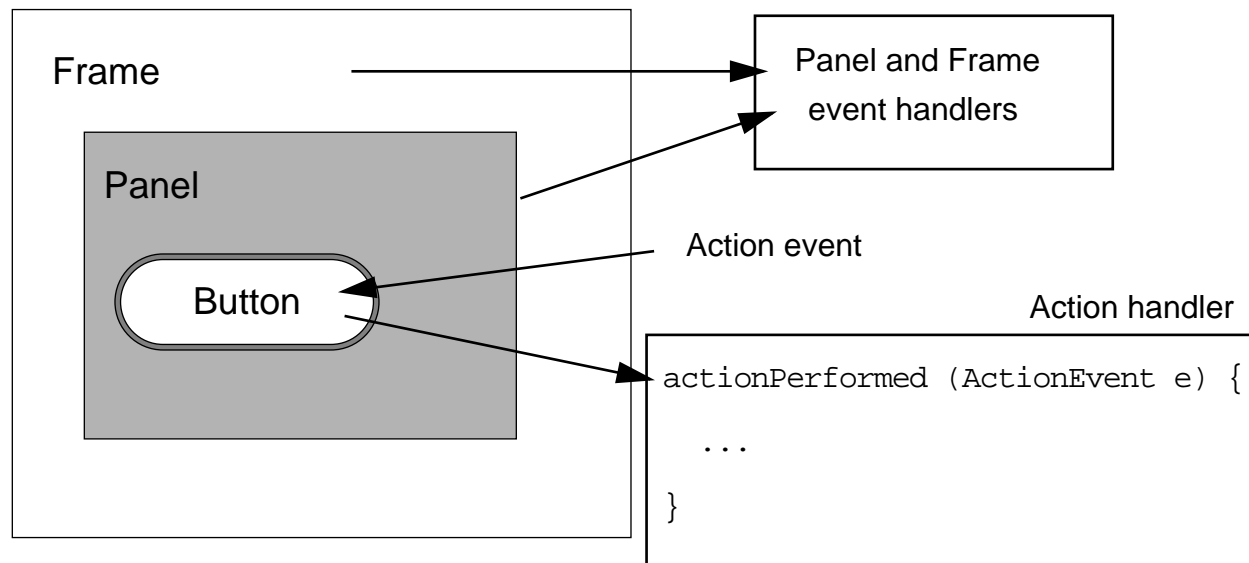 Frame
Panel and Frame
event handlers
Panel
Action event
Button
Action handler
actionPerformed (ActionEvent e) {
...
}